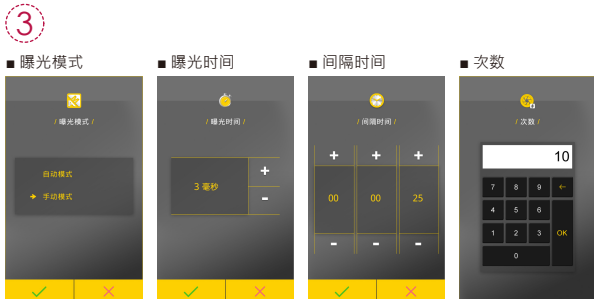 3
■ 曝光模式
/ 曝光模式 /
自动模式
手动模式
■ 曝光时间
/ 曝光时间 /
3 毫秒
+
-
■ 间隔时间
/ 间隔时间 /
+ + +
00 00 25
- - -
■ 次数
/ 次数 /
10
7 8 9 ←
4 5 6
1 2 3 OK
0